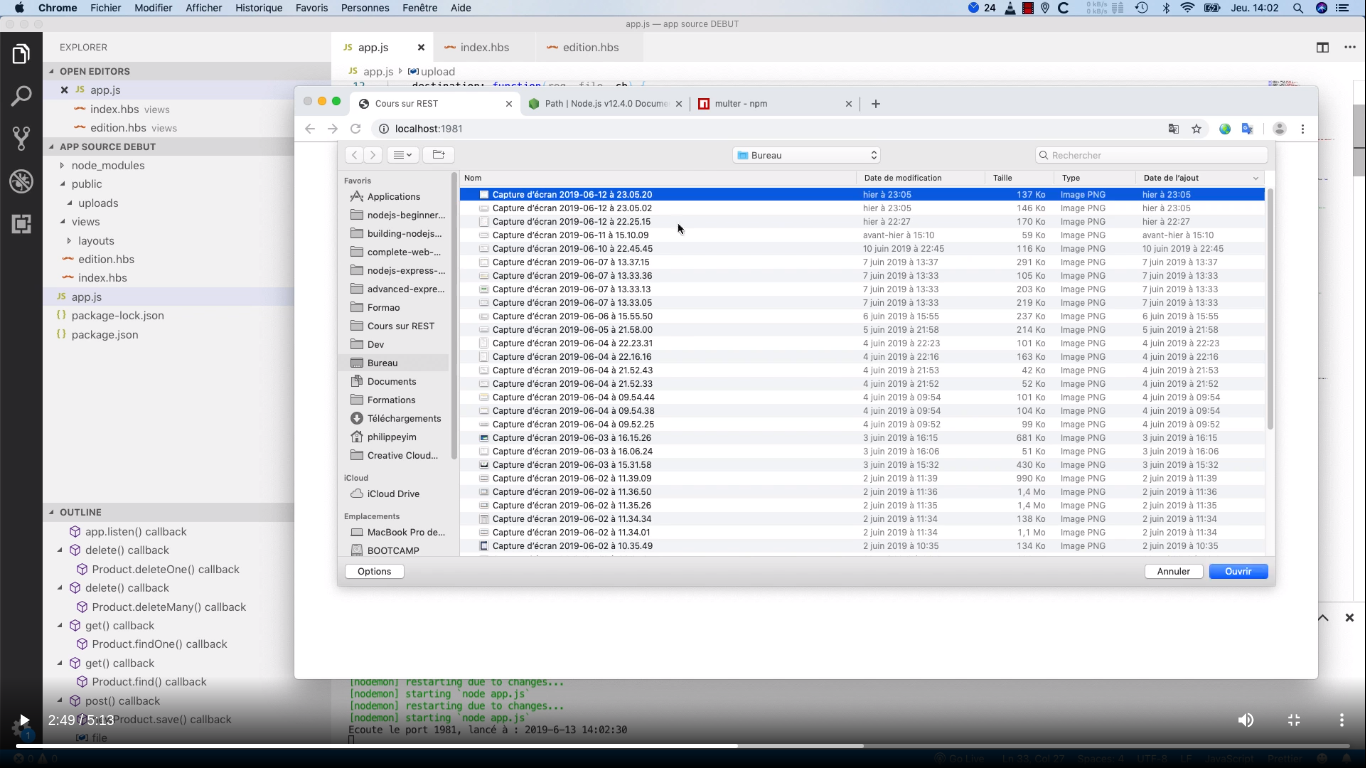 Chrome Fichier Modifier Afficher Historique Favoris Personnes Fenêtre Aide 24 Jeu. 14:02
app.js — app source DEBUT
EXPLORER
JS app.js index.hbs edition.hbs
OPEN EDITORS
JS app.js
index.hbs views
edition.hbs views
APP SOURCE DEBUT
node_modules
public
uploads
views
layouts
edition.hbs
index.hbs
JS app.js
package-lock.json
package.json
OUTLINE
app.listen() callback
delete() callback
Product.deleteOne() callback
delete() callback
Product.deleteMany() callback
get() callback
Product.findOne() callback
get() callback
Product.find() callback
post() callback
Product.save() callback
file
JS app.js upload
Cours sur REST Path | Node.js v12.4.0 Docume multer - npm
localhost:1981
Bureau Rechercher
Favoris
Applications
nodejs-beginner...
building-nodejs...
complete-web-...
nodejs-express-...
advanced-expre...
Formao
Cours sur REST
Dev
Bureau
Documents
Formations
Téléchargements
philippeyim
Creative Cloud...
iCloud
iCloud Drive
Emplacements
MacBook Pro de...
BOOTCAMP
Nom Date de modification Taille Type Date de l'ajout
Capture d'écran 2019-06-12 à 23.05.20 hier à 23:05 137 Ko Image PNG hier à 23:05
Capture d'écran 2019-06-12 à 23.05.02 hier à 23:05 146 Ko Image PNG hier à 23:05
Capture d'écran 2019-06-12 à 22.25.15 hier à 22:27 170 Ko Image PNG hier à 22:27
Capture d'écran 2019-06-11 à 15.10.09 avant-hier à 15:10 59 Ko Image PNG avant-hier à 15:10
Capture d'écran 2019-06-10 à 22.45.45 10 juin 2019 à 22:45 116 Ko Image PNG 10 juin 2019 à 22:45
Capture d'écran 2019-06-07 à 13.37.15 7 juin 2019 à 13:37 291 Ko Image PNG 7 juin 2019 à 13:37
Capture d'écran 2019-06-07 à 13.33.36 7 juin 2019 à 13:33 105 Ko Image PNG 7 juin 2019 à 13:33
Capture d'écran 2019-06-07 à 13.33.13 7 juin 2019 à 13:33 203 Ko Image PNG 7 juin 2019 à 13:33
Capture d'écran 2019-06-07 à 13.33.05 7 juin 2019 à 13:33 219 Ko Image PNG 7 juin 2019 à 13:33
Capture d'écran 2019-06-06 à 15.55.50 6 juin 2019 à 15:55 237 Ko Image PNG 6 juin 2019 à 15:55
Capture d'écran 2019-06-05 à 21.58.00 5 juin 2019 à 21:58 214 Ko Image PNG 5 juin 2019 à 21:58
Capture d'écran 2019-06-04 à 22.23.31 4 juin 2019 à 22:23 101 Ko Image PNG 4 juin 2019 à 22:23
Capture d'écran 2019-06-04 à 22.16.16 4 juin 2019 à 22:16 163 Ko Image PNG 4 juin 2019 à 22:16
Capture d'écran 2019-06-04 à 21.52.43 4 juin 2019 à 21:53 42 Ko Image PNG 4 juin 2019 à 21:53
Capture d'écran 2019-06-04 à 21.52.33 4 juin 2019 à 21:52 52 Ko Image PNG 4 juin 2019 à 21:52
Capture d'écran 2019-06-04 à 09.54.44 4 juin 2019 à 09:54 101 Ko Image PNG 4 juin 2019 à 09:54
Capture d'écran 2019-06-04 à 09.54.38 4 juin 2019 à 09:54 104 Ko Image PNG 4 juin 2019 à 09:54
Capture d'écran 2019-06-04 à 09.52.25 4 juin 2019 à 09:52 99 Ko Image PNG 4 juin 2019 à 09:52
Capture d'écran 2019-06-03 à 16.15.26 3 juin 2019 à 16:15 681 Ko Image PNG 3 juin 2019 à 16:15
Capture d'écran 2019-06-03 à 16.06.24 3 juin 2019 à 16:06 51 Ko Image PNG 3 juin 2019 à 16:06
Capture d'écran 2019-06-03 à 15.31.58 3 juin 2019 à 15:32 430 Ko Image PNG 3 juin 2019 à 15:32
Capture d'écran 2019-06-02 à 11.39.09 2 juin 2019 à 11:39 990 Ko Image PNG 2 juin 2019 à 11:39
Capture d'écran 2019-06-02 à 11.36.50 2 juin 2019 à 11:36 1,4 Mo Image PNG 2 juin 2019 à 11:36
Capture d'écran 2019-06-02 à 11.35.26 2 juin 2019 à 11:35 1,4 Mo Image PNG 2 juin 2019 à 11:35
Capture d'écran 2019-06-02 à 11.34.34 2 juin 2019 à 11:34 138 Ko Image PNG 2 juin 2019 à 11:34
Capture d'écran 2019-06-02 à 11.34.01 2 juin 2019 à 11:34 1,1 Mo Image PNG 2 juin 2019 à 11:34
Capture d'écran 2019-06-02 à 10.35.49 2 juin 2019 à 10:35 134 Ko Image PNG 2 juin 2019 à 10:35
Options Annuler Ouvrir
[nodemon] restarting due to changes...
[nodemon] starting `node app.js`
[nodemon] restarting due to changes...
[nodemon] starting `node app.js`
Ecoute le port 1981, lancé à : 2019-6-13 14:02:30
2:49 / 5:13